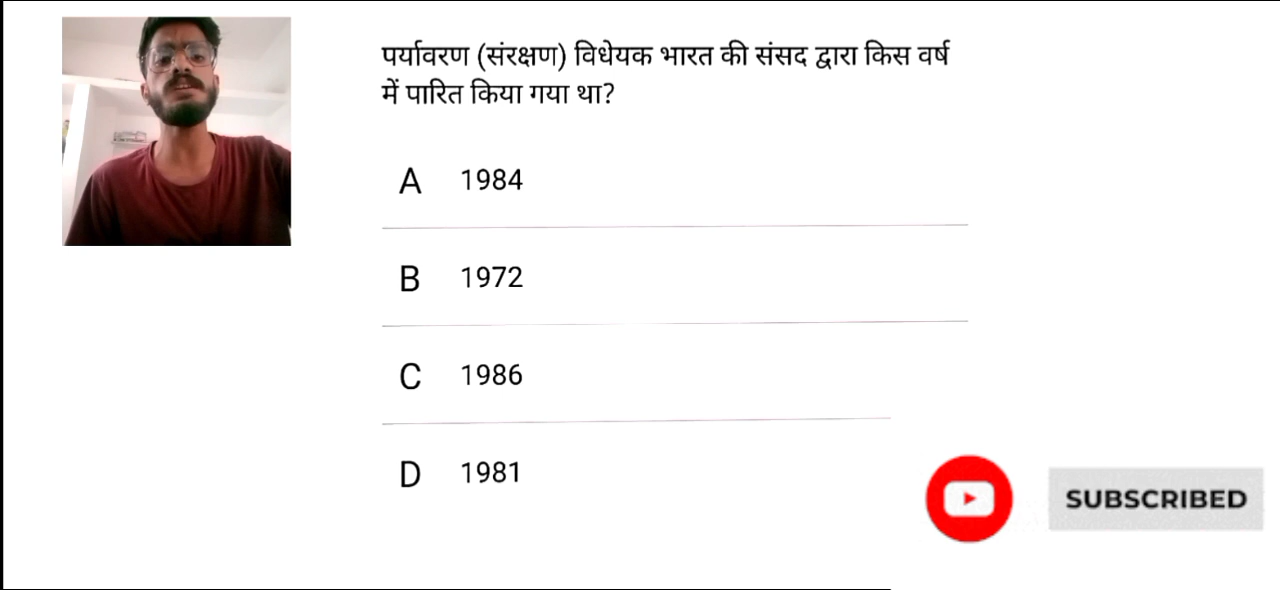 पर्यावरण (संरक्षण) विधेयक भारत की संसद द्वारा किस वर्ष
में पारित किया गया था?
A 1984
B 1972
C 1986
D 1981
SUBSCRIBED